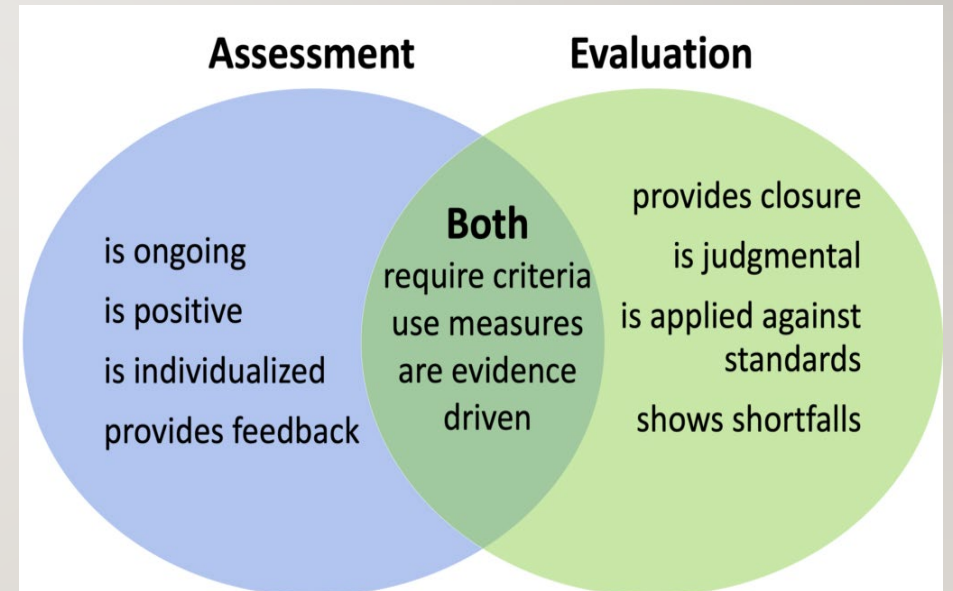 Assessment
Evaluation
is ongoing
is positive
is individualized
provides feedback
Both
require criteria
use measures
are evidence
driven
provides closure
is judgmental
is applied against
standards
shows shortfalls